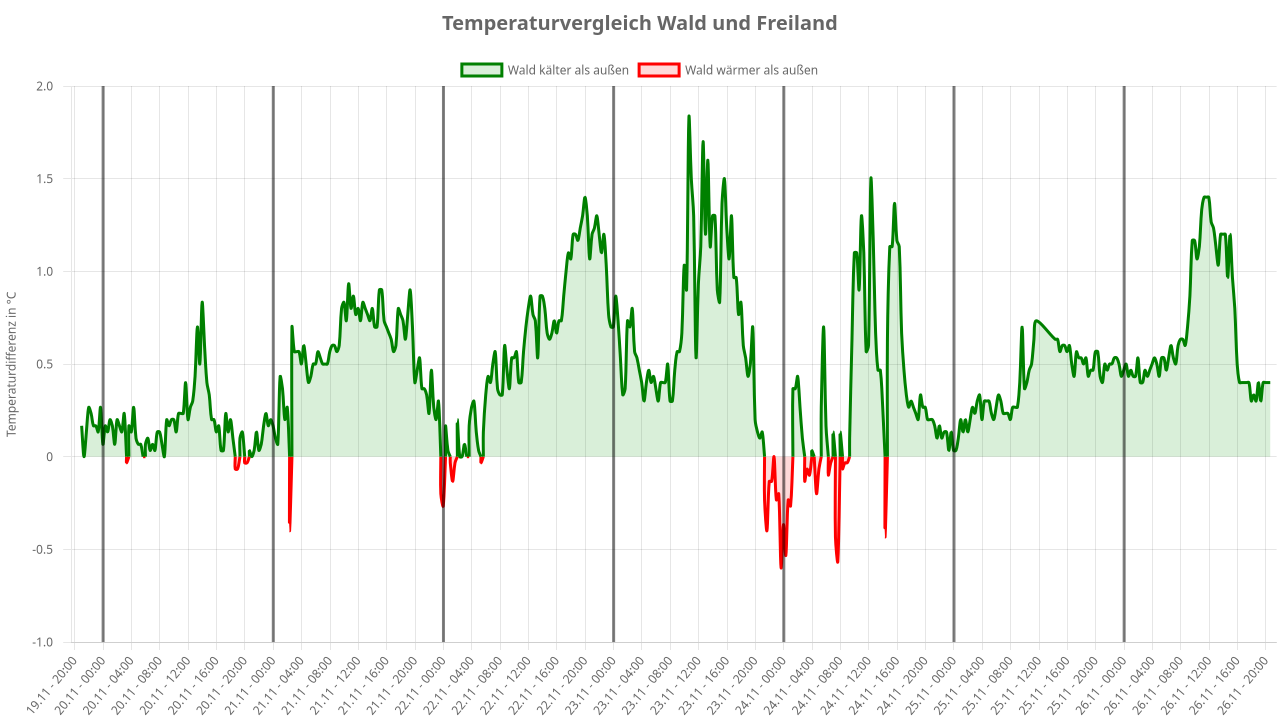 Temperaturvergleich Wald und Freiland
Wald kälter als außen
Wald wärmer als außen
Temperaturdifferenz in °C
2.0
1.5
1.0
0.5
0
-0.5
-1.0
19.11 - 20:00
20.11 - 00:00
20.11 - 04:00
20.11 - 08:00
20.11 - 12:00
20.11 - 16:00
20.11 - 20:00
21.11 - 00:00
21.11 - 04:00
21.11 - 08:00
21.11 - 12:00
21.11 - 16:00
21.11 - 20:00
22.11 - 00:00
22.11 - 04:00
22.11 - 08:00
22.11 - 12:00
22.11 - 16:00
22.11 - 20:00
23.11 - 00:00
23.11 - 04:00
23.11 - 08:00
23.11 - 12:00
23.11 - 16:00
23.11 - 20:00
24.11 - 00:00
24.11 - 04:00
24.11 - 08:00
24.11 - 12:00
24.11 - 16:00
24.11 - 20:00
25.11 - 00:00
25.11 - 04:00
25.11 - 08:00
25.11 - 12:00
25.11 - 16:00
25.11 - 20:00
26.11 - 00:00
26.11 - 04:00
26.11 - 08:00
26.11 - 12:00
26.11 - 16:00
26.11 - 20:00